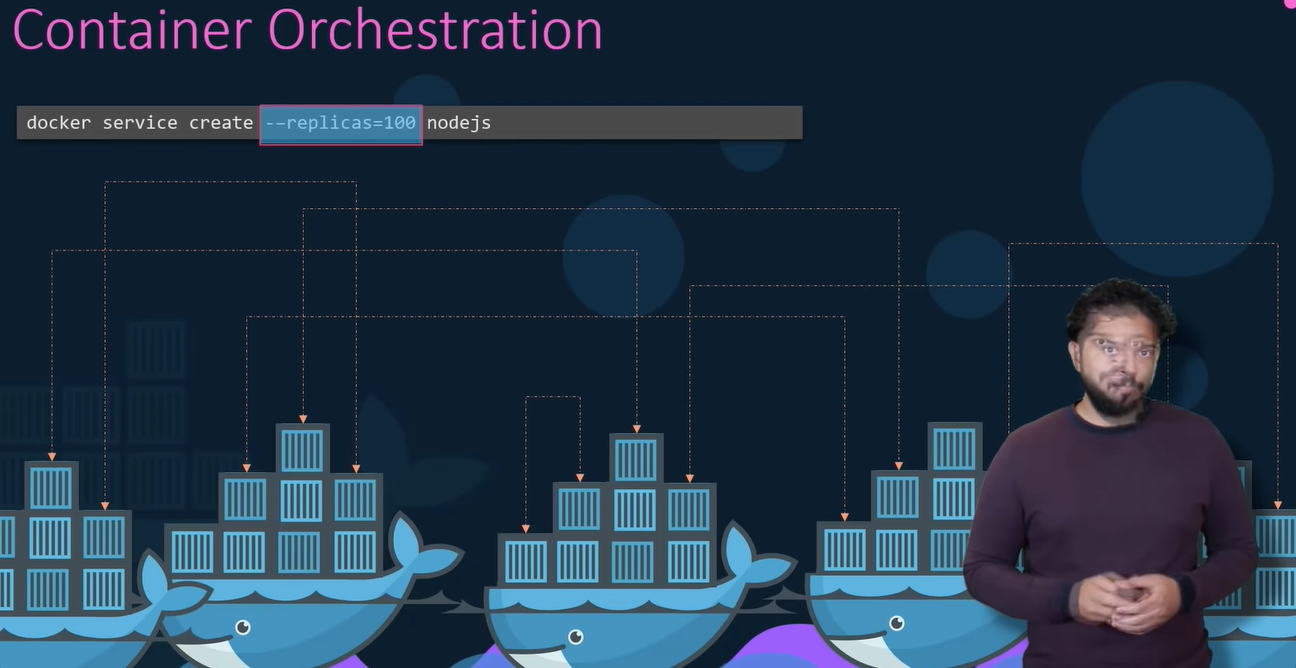 Container Orchestration
docker service create --replicas=100 nodejs